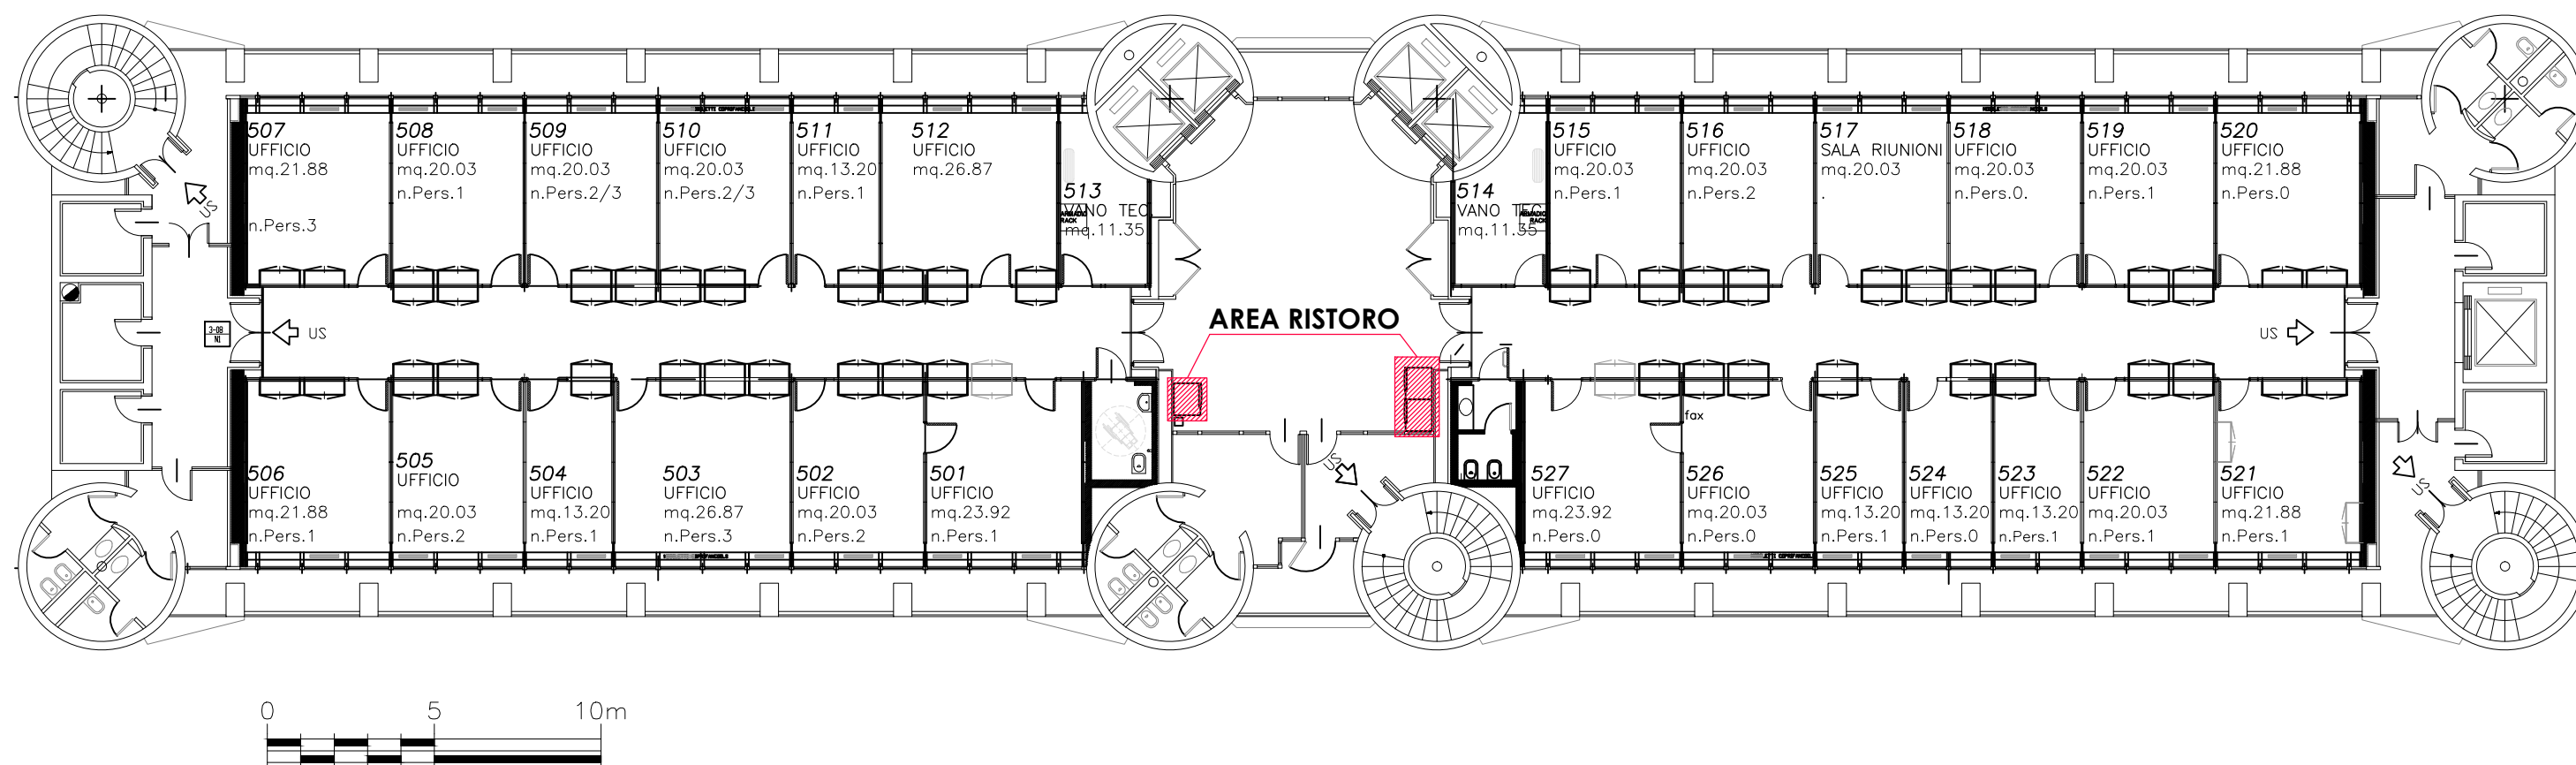 507
UFFICIO
mq.21.88
n.Pers.3
508
UFFICIO
mq.20.03
n.Pers.1
509
UFFICIO
mq.20.03
n.Pers.2/3
510
UFFICIO
mq.20.03
n.Pers.2/3
511
UFFICIO
mq.13.20
n.Pers.1
512
UFFICIO
mq.26.87
513
VANO TEC
mq.11.35
ARMADIO
RACK
514
VANO TEC
mq.11.35
ARMADIO
RACK
515
UFFICIO
mq.20.03
n.Pers.1
516
UFFICIO
mq.20.03
n.Pers.2
517
SALA RIUNIONI
mq.20.03
.
518
UFFICIO
mq.20.03
n.Pers.0.
519
UFFICIO
mq.20.03
n.Pers.1
520
UFFICIO
mq.21.88
n.Pers.0
US
3-08
N1
US
AREA RISTORO
US
fax
506
UFFICIO
mq.21.88
n.Pers.1
505
UFFICIO
mq.20.03
n.Pers.2
504
UFFICIO
mq.13.20
n.Pers.1
503
UFFICIO
mq.26.87
n.Pers.3
502
UFFICIO
mq.20.03
n.Pers.2
501
UFFICIO
mq.23.92
n.Pers.1
US
527
UFFICIO
mq.23.92
n.Pers.0
526
UFFICIO
mq.20.03
n.Pers.0
525
UFFICIO
mq.13.20
n.Pers.1
524
UFFICIO
mq.13.20
n.Pers.0
523
UFFICIO
mq.13.20
n.Pers.1
522
UFFICIO
mq.20.03
n.Pers.1
521
UFFICIO
mq.21.88
n.Pers.1
US
0 5 10m